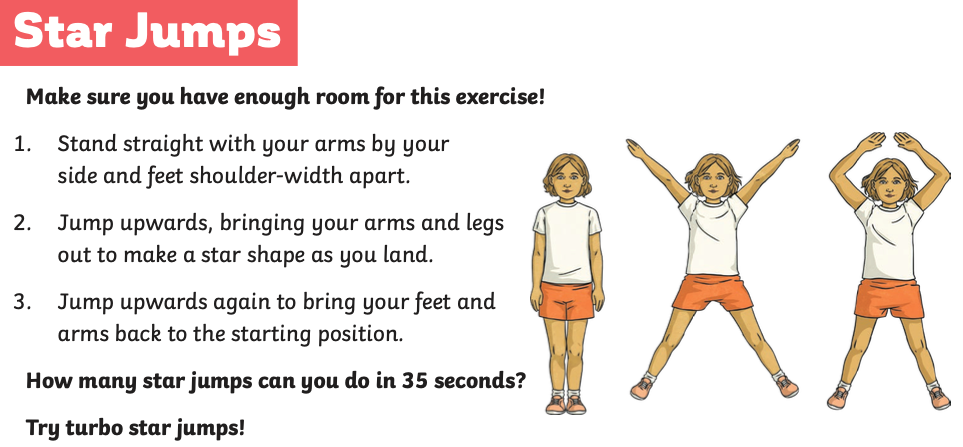 Star Jumps
Make sure you have enough room for this exercise!
1. Stand straight with your arms by your
side and feet shoulder-width apart.
2. Jump upwards, bringing your arms and legs
out to make a star shape as you land.
3. Jump upwards again to bring your feet and
arms back to the starting position.
How many star jumps can you do in 35 seconds?
Try turbo star jumps!